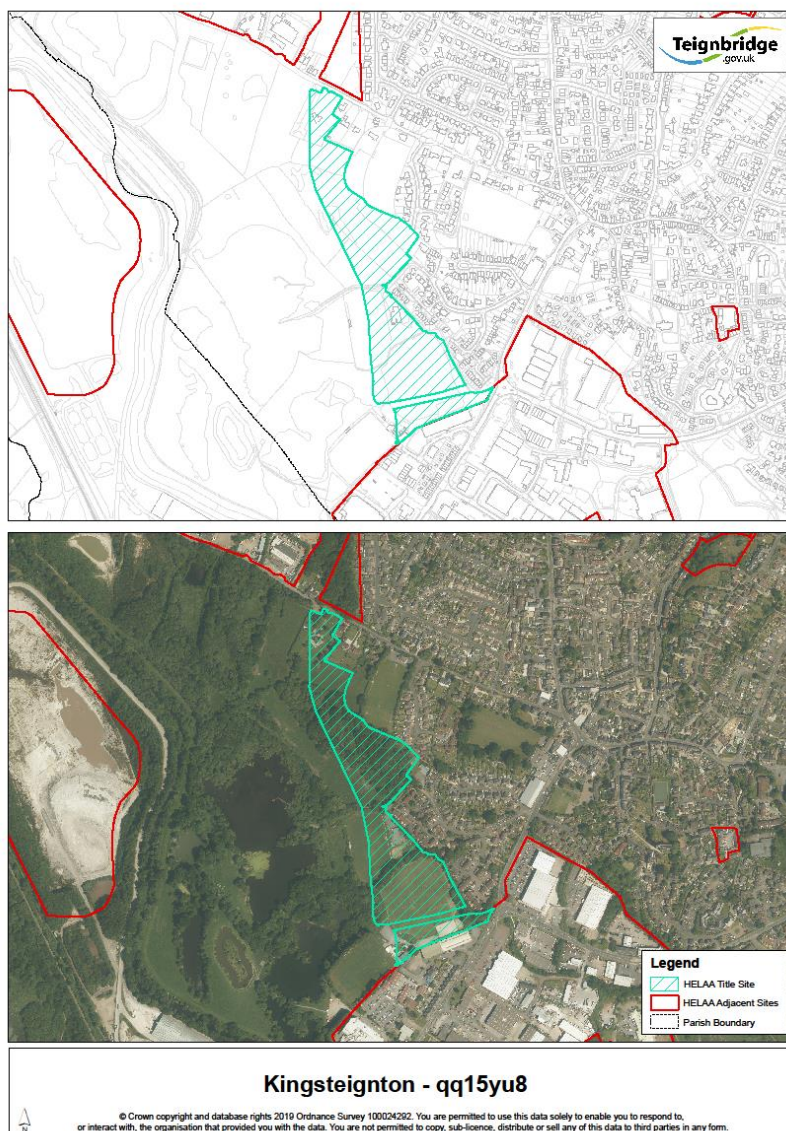 Teignbridge
.gov.uk
Legend
HELAA Title Site
HELAA Adjacent Sites
Parish Boundary
Kingsteignton - qq15yu8
N
© Crown copyright and database rights 2019 Ordnance Survey 100024292. You are permitted to use this data solely to enable you to respond to,
or interact with, the organisation that provided you with the data. You are not permitted to copy, sub-licence, distribute or sell any of this data to third parties in any form.